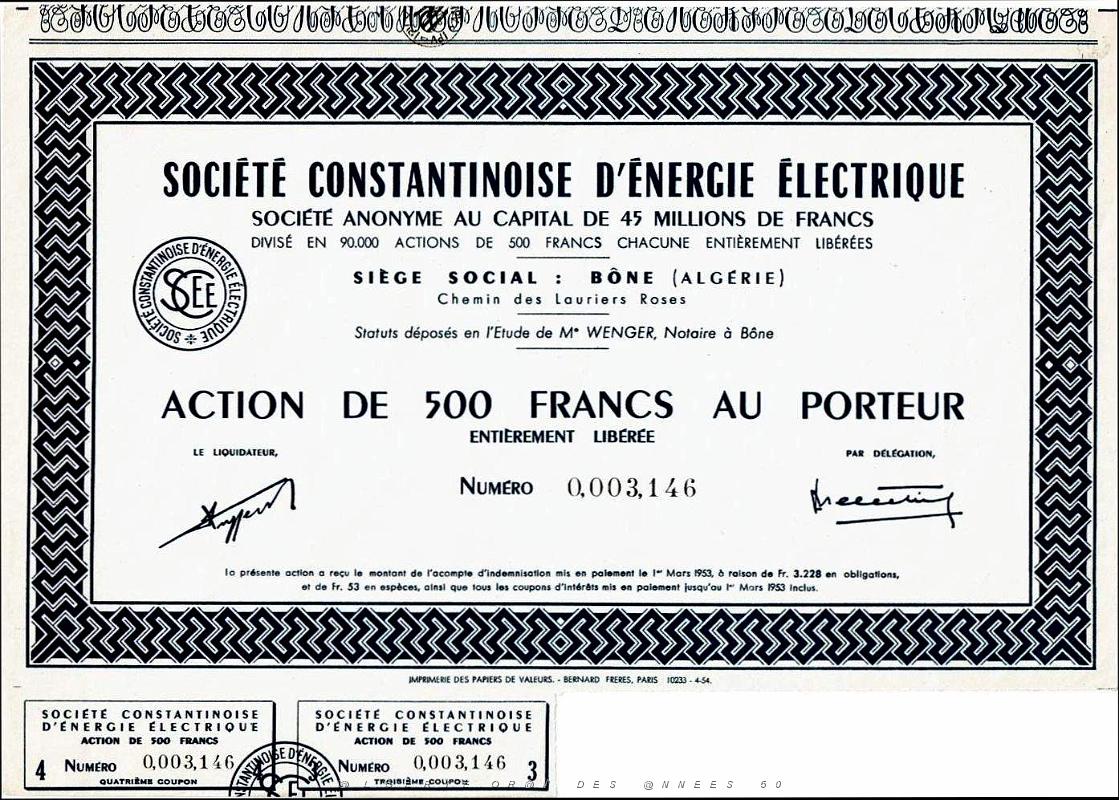 SOCIÉTÉ CONSTANTINOISE D'ÉNERGIE ÉLECTRIQUE
SOCIÉTÉ ANONYME AU CAPITAL DE 45 MILLIONS DE FRANCS
DIVISÉ EN 90.000 ACTIONS DE 500 FRANCS CHACUNE ENTIÈREMENT LIBÉRÉES
SIÈGE SOCIAL : BÔNE (ALGÉRIE)
Chemin des Lauriers Roses
SOCIÉTÉ CONSTANTINOISE D'ÉNERGIE ÉLECTRIQUE
SCEE
Statuts déposés en l'Etude de Mᵉ WENGER, Notaire à Bône
ACTION DE 500 FRANCS AU PORTEUR
ENTIÈREMENT LIBÉRÉE
LE LIQUIDATEUR,
PAR DÉLÉGATION,
NUMÉRO 0,003,146
la présente action a reçu le montant de l'acompte d'indemnisation mis en paiement le 1ᵉʳ Mars 1953, à raison de Fr. 3.228 en obligations,
et de Fr. 53 en espèces, ainsi que tous les coupons d'intérêts mis en paiement jusqu'au 1ᵉʳ Mars 1953 inclus.
IMPRIMERIE DES PAPIERS DE VALEURS. - BERNARD FRERES, PARIS 10233 - 4-54.
SOCIÉTÉ CONSTANTINOISE
D'ÉNERGIE ÉLECTRIQUE
ACTION DE 500 FRANCS
4 NUMÉRO 0,003,146
QUATRIÈME COUPON
SOCIÉTÉ CONSTANTINOISE
D'ÉNERGIE ÉLECTRIQUE
ACTION DE 500 FRANCS
NUMÉRO 0,003,146 3
TROISIÈME COUPON
CONSTANTINOISE D'ÉNERGIE
DES @NNEES 60